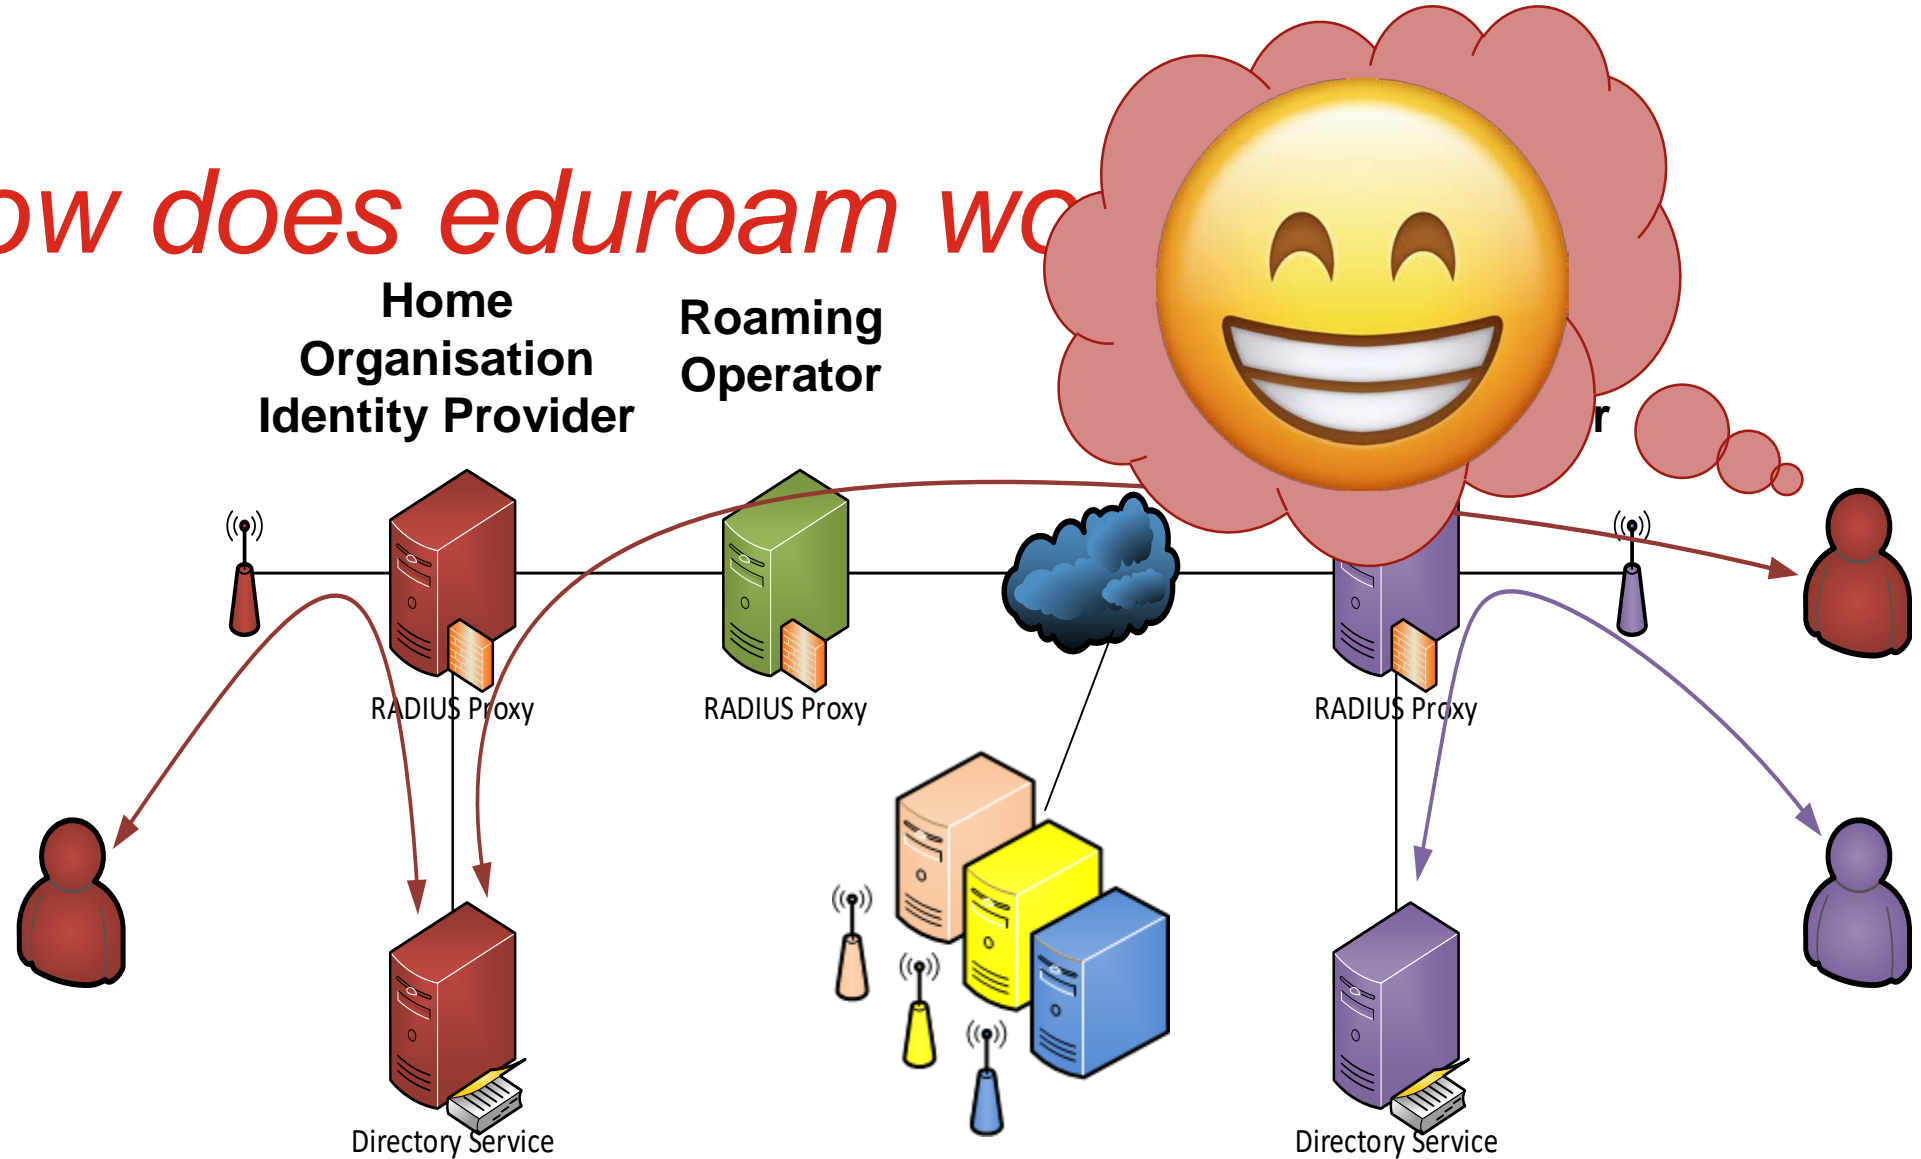 ow does eduroam wo
Home
Organisation
Identity Provider
Roaming
Operator
r
RADIUS Proxy
RADIUS Proxy
RADIUS Proxy
Directory Service
Directory Service